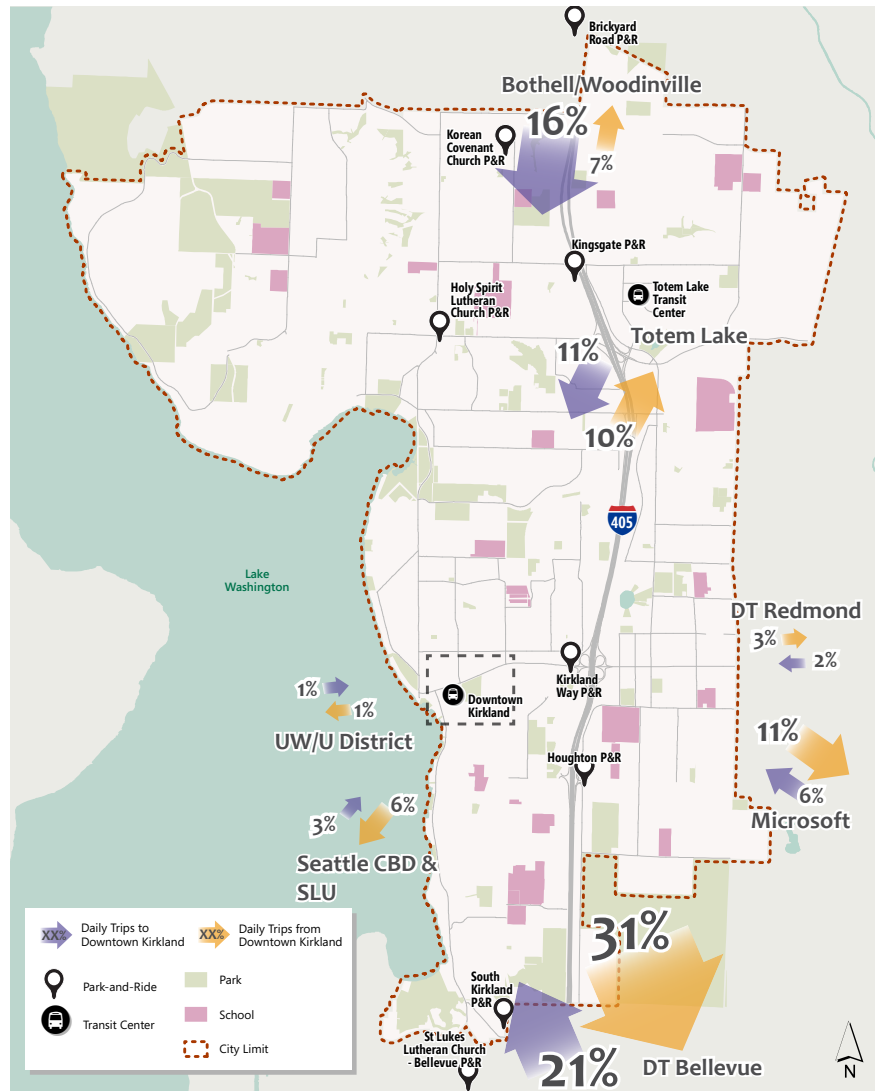 Brickyard
Road P&R
Bothell/Woodinville
16%
7%
Korean
Covenant
Church P&R
Kingsgate P&R
Holy Spirit
Lutheran
Church P&R
Totem Lake
Transit
Center
Totem Lake
11%
10%
405
Lake
Washington
DT Redmond
3%
2%
Kirkland
Way P&R
Downtown
Kirkland
1%
1%
UW/U District
11%
6%
Microsoft
Houghton P&R
3%
6%
Seattle CBD &
SLU
31%
21%
DT Bellevue
South
Kirkland
P&R
St Lukes
Lutheran Church
- Bellevue P&R
XX%
Daily Trips to
Downtown Kirkland
XX%
Daily Trips from
Downtown Kirkland
Park-and-Ride
Park
Transit Center
School
City Limit
N